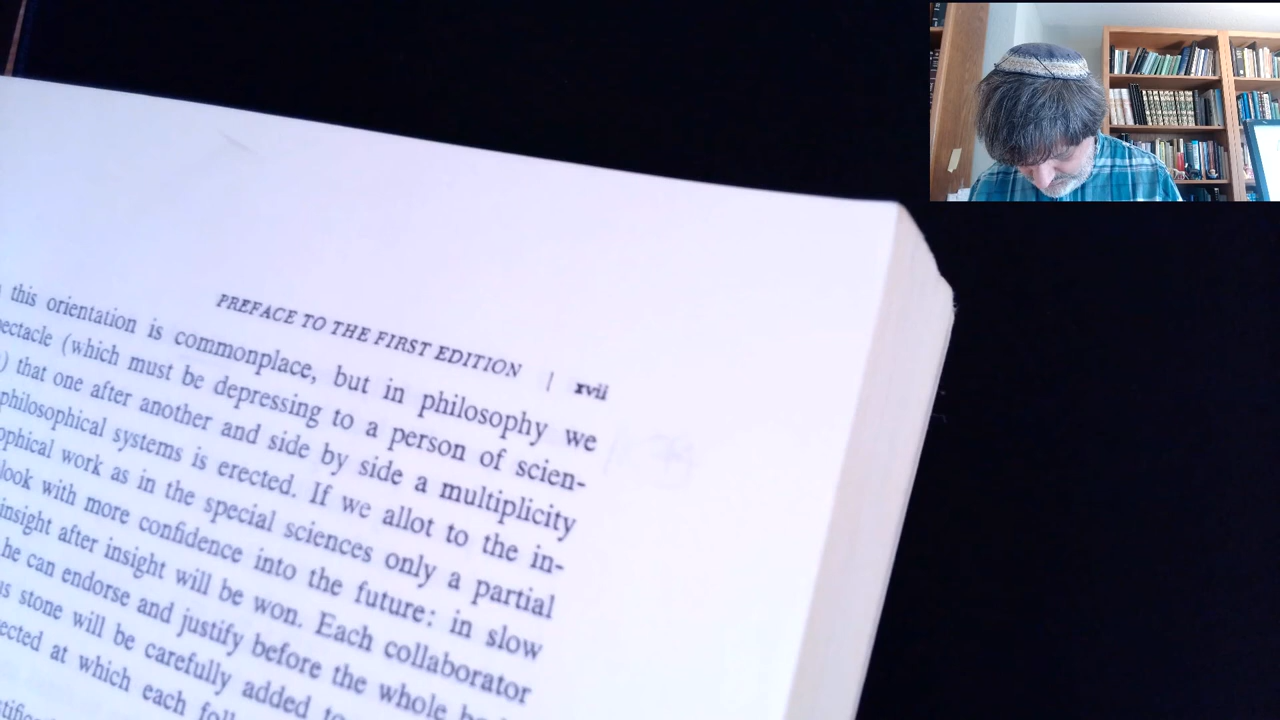 PREFACE TO THE FIRST EDITION | xvii
this orientation is commonplace, but in philosophy we
spectacle (which must be depressing to a person of scien-
) that one after another and side by side a multiplicity
philosophical systems is erected. If we allot to the in-
ophical work as in the special sciences only a partial
look with more confidence into the future: in slow
insight after insight will be won. Each collaborator
he can endorse and justify before the whole
us stone will be carefully added to
ected at which each foll